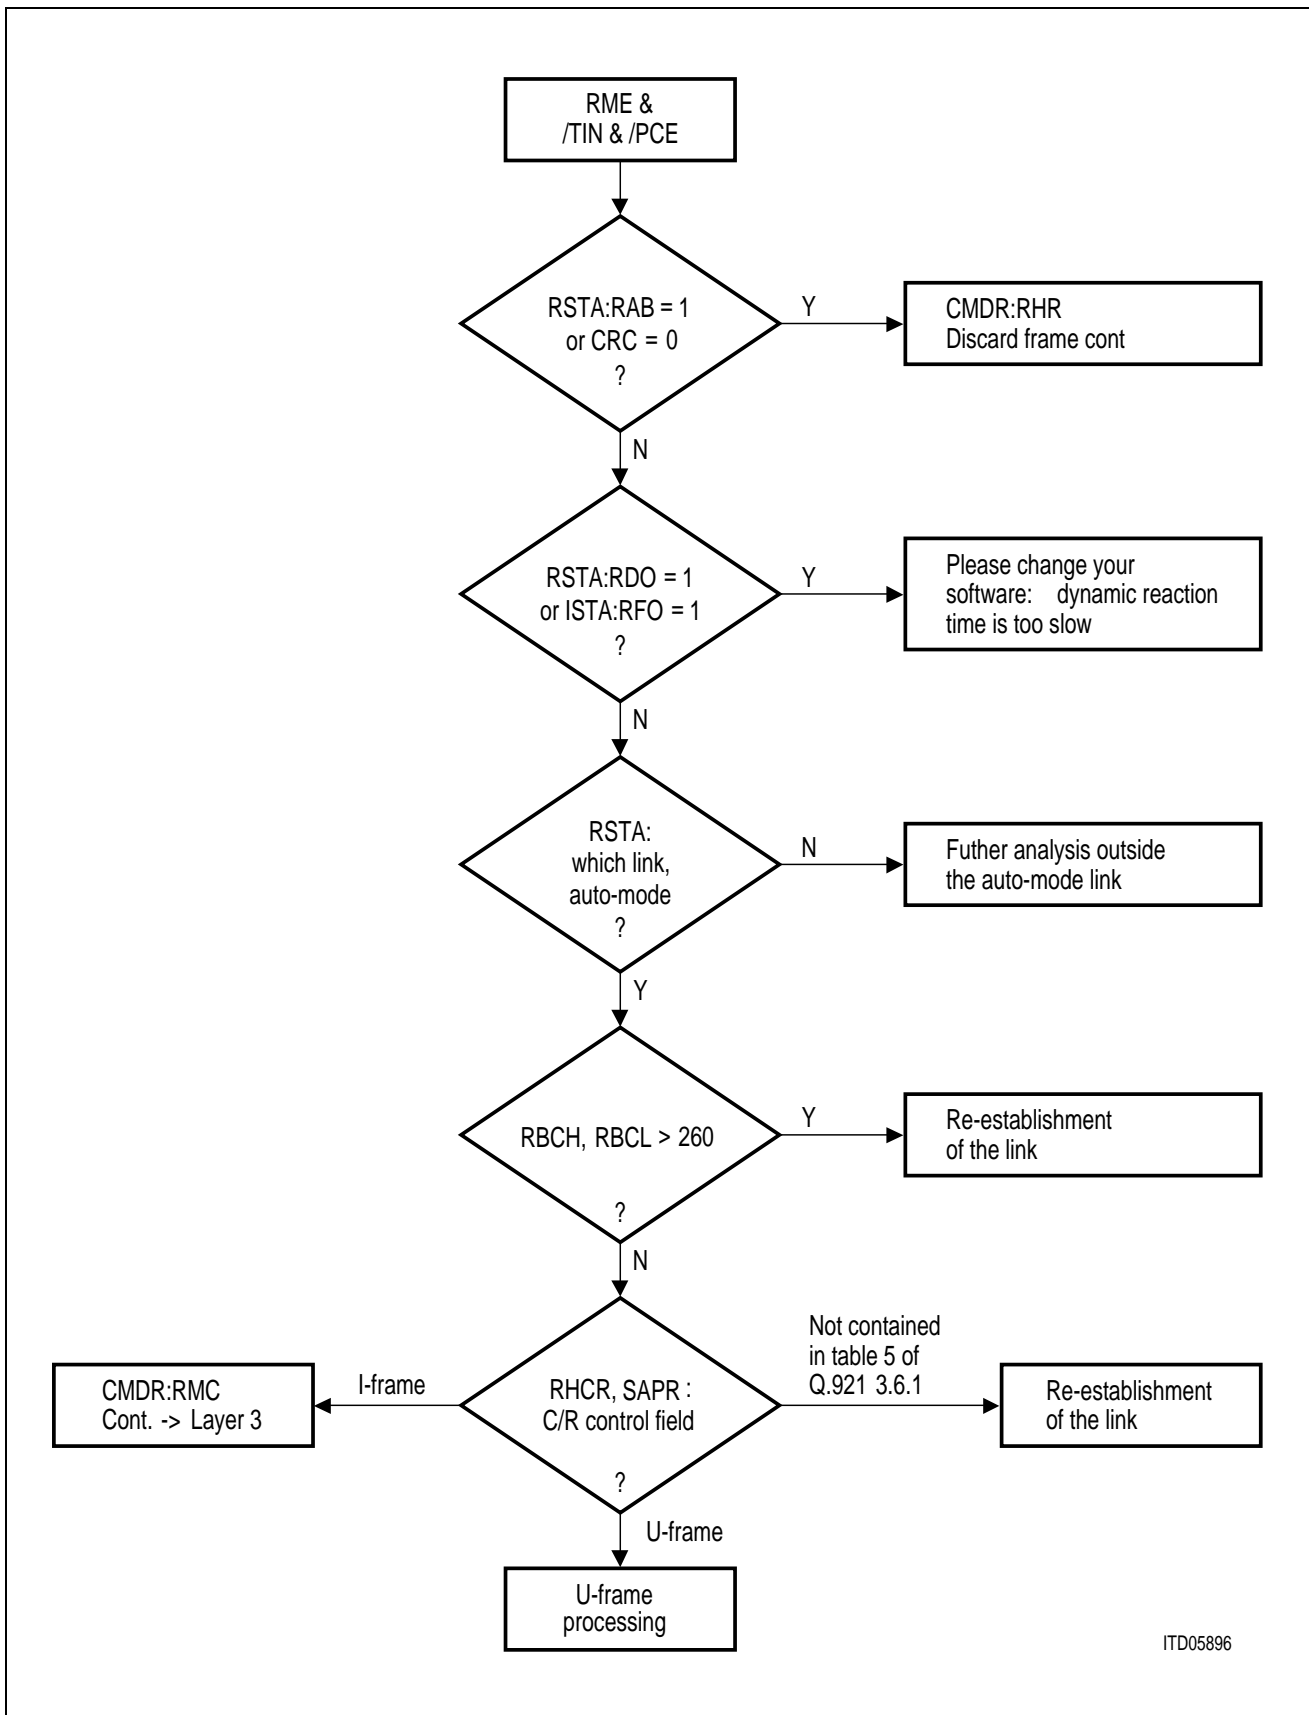 RME &
/TIN & /PCE
RSTA:RAB = 1
or CRC = 0
?
Y
CMDR:RHR
Discard frame cont
N
RSTA:RDO = 1
or ISTA:RFO = 1
?
Y
Please change your
software: dynamic reaction
time is too slow
N
RSTA:
which link,
auto-mode
?
N
Futher analysis outside
the auto-mode link
Y
RBCH, RBCL > 260
?
Y
Re-establishment
of the link
N
RHCR, SAPR :
C/R control field
?
I-frame
CMDR:RMC
Cont. -> Layer 3
Not contained
in table 5 of
Q.921 3.6.1
Re-establishment
of the link
U-frame
U-frame
processing
ITD05896